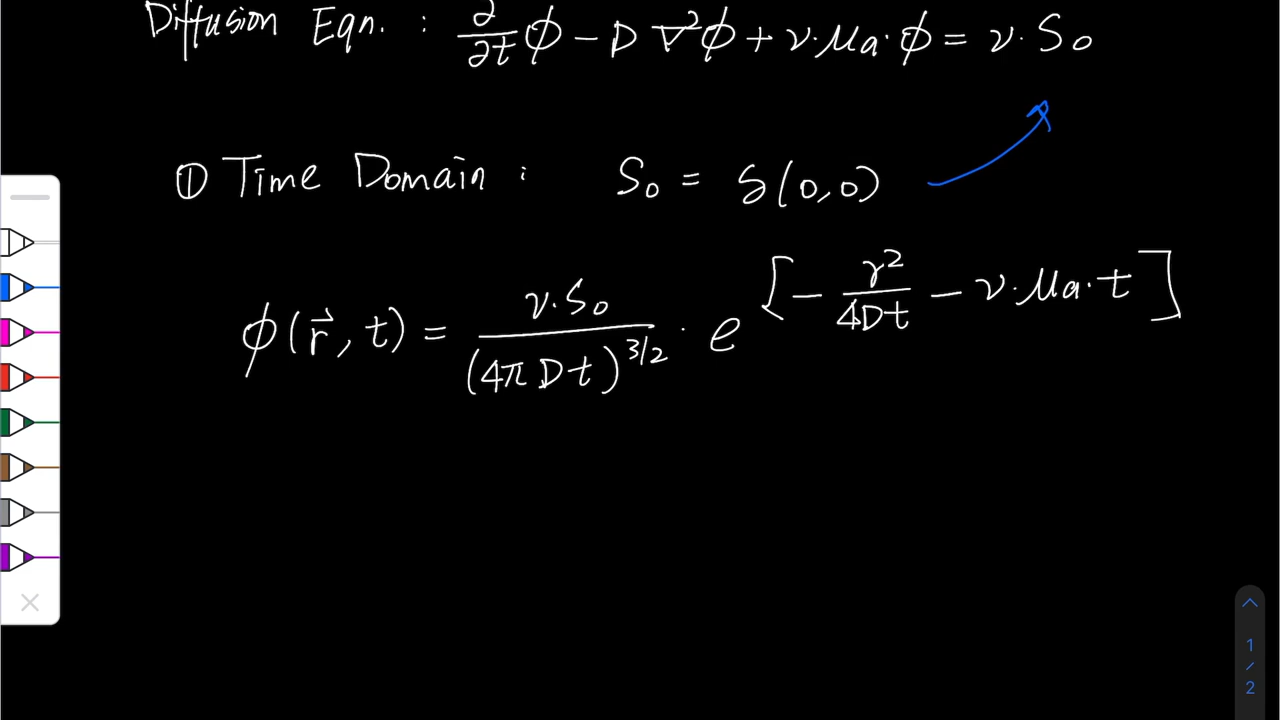 Diffusion Eqn. : ∂/∂t ϕ − D ∇²ϕ + ν·μa·ϕ = ν·S₀
① Time Domain : S₀ = δ(0,0)
ϕ(r⃗, t) = ν·S₀ / (4πDt)^3/2 · e^[− r²/4Dt − ν·μa·t]
1
/
2